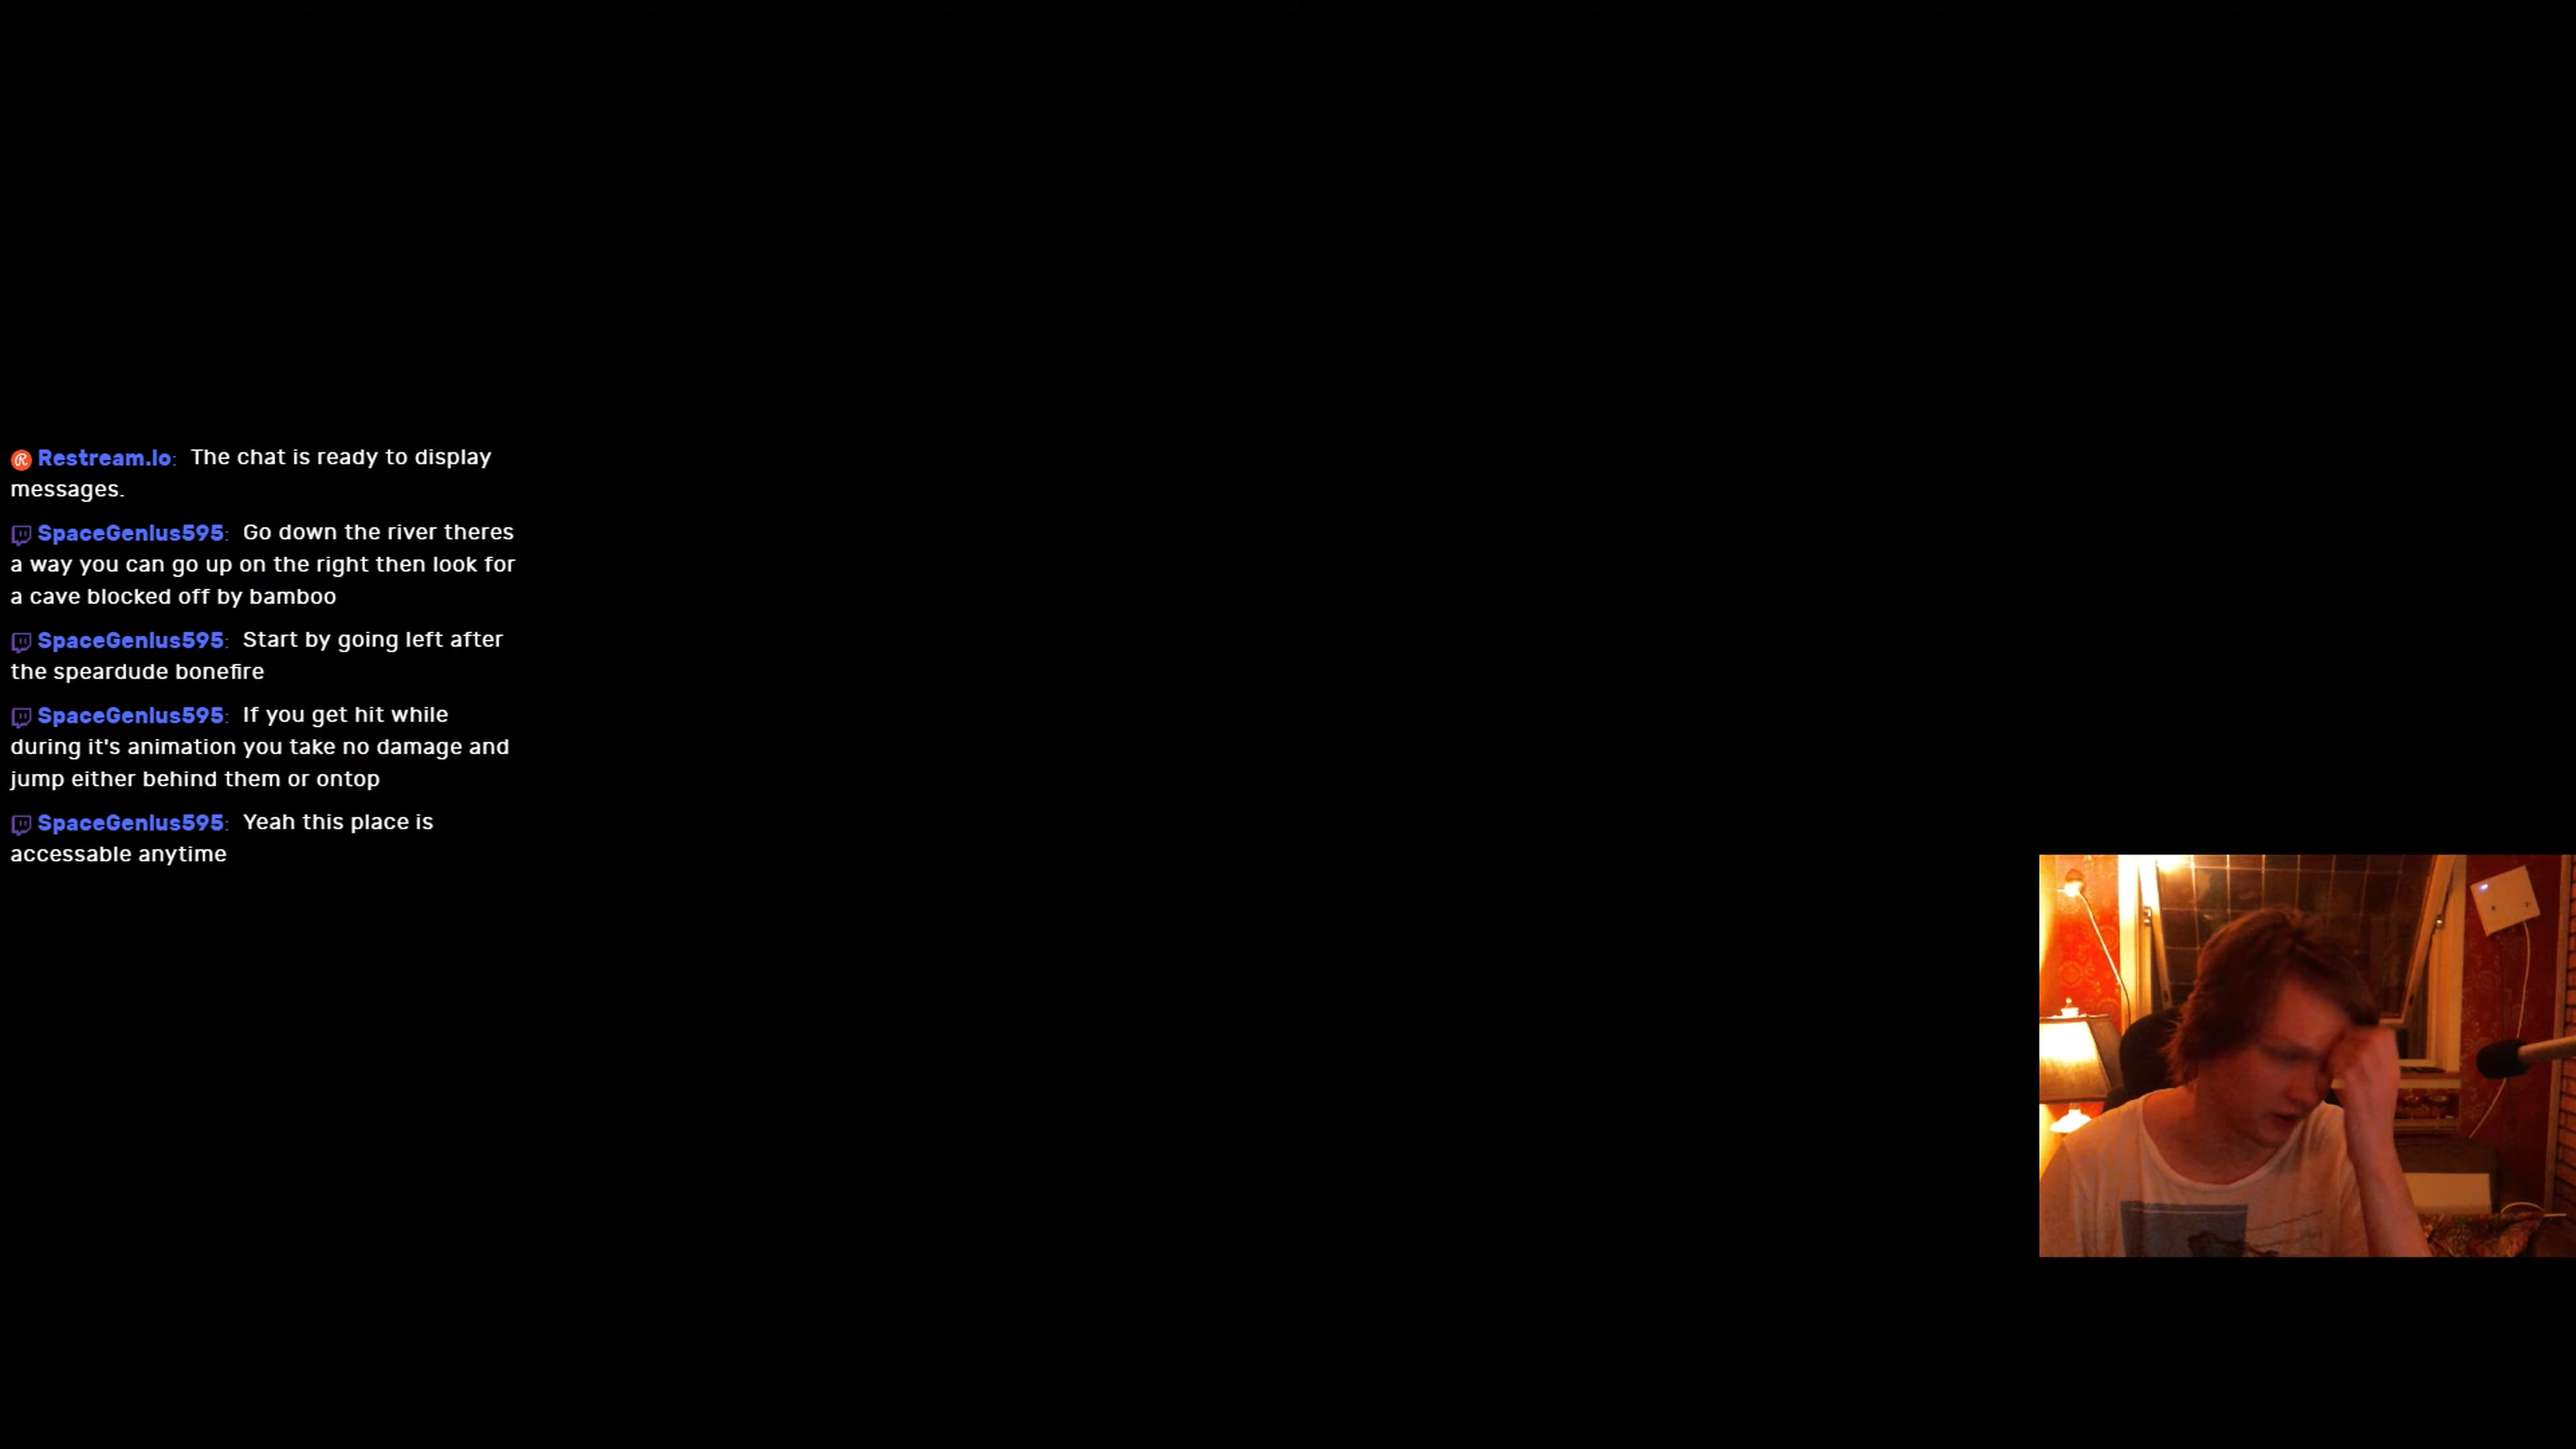 Restream.Io: The chat is ready to display
messages.
SpaceGenIus595: Go down the river theres
a way you can go up on the right then look for
a cave blocked off by bamboo
SpaceGenIus595: Start by going left after
the speardude bonefire
SpaceGenIus595: If you get hit while
during it's animation you take no damage and
jump either behind them or ontop
SpaceGenIus595: Yeah this place is
accessable anytime